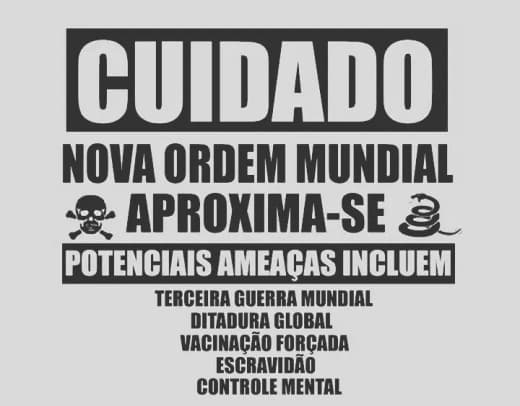 CUIDADO
NOVA ORDEM MUNDIAL
APROXIMA-SE
POTENCIAIS AMEAÇAS INCLUEM
TERCEIRA GUERRA MUNDIAL
DITADURA GLOBAL
VACINAÇÃO FORÇADA
ESCRAVIDÃO
CONTROLE MENTAL